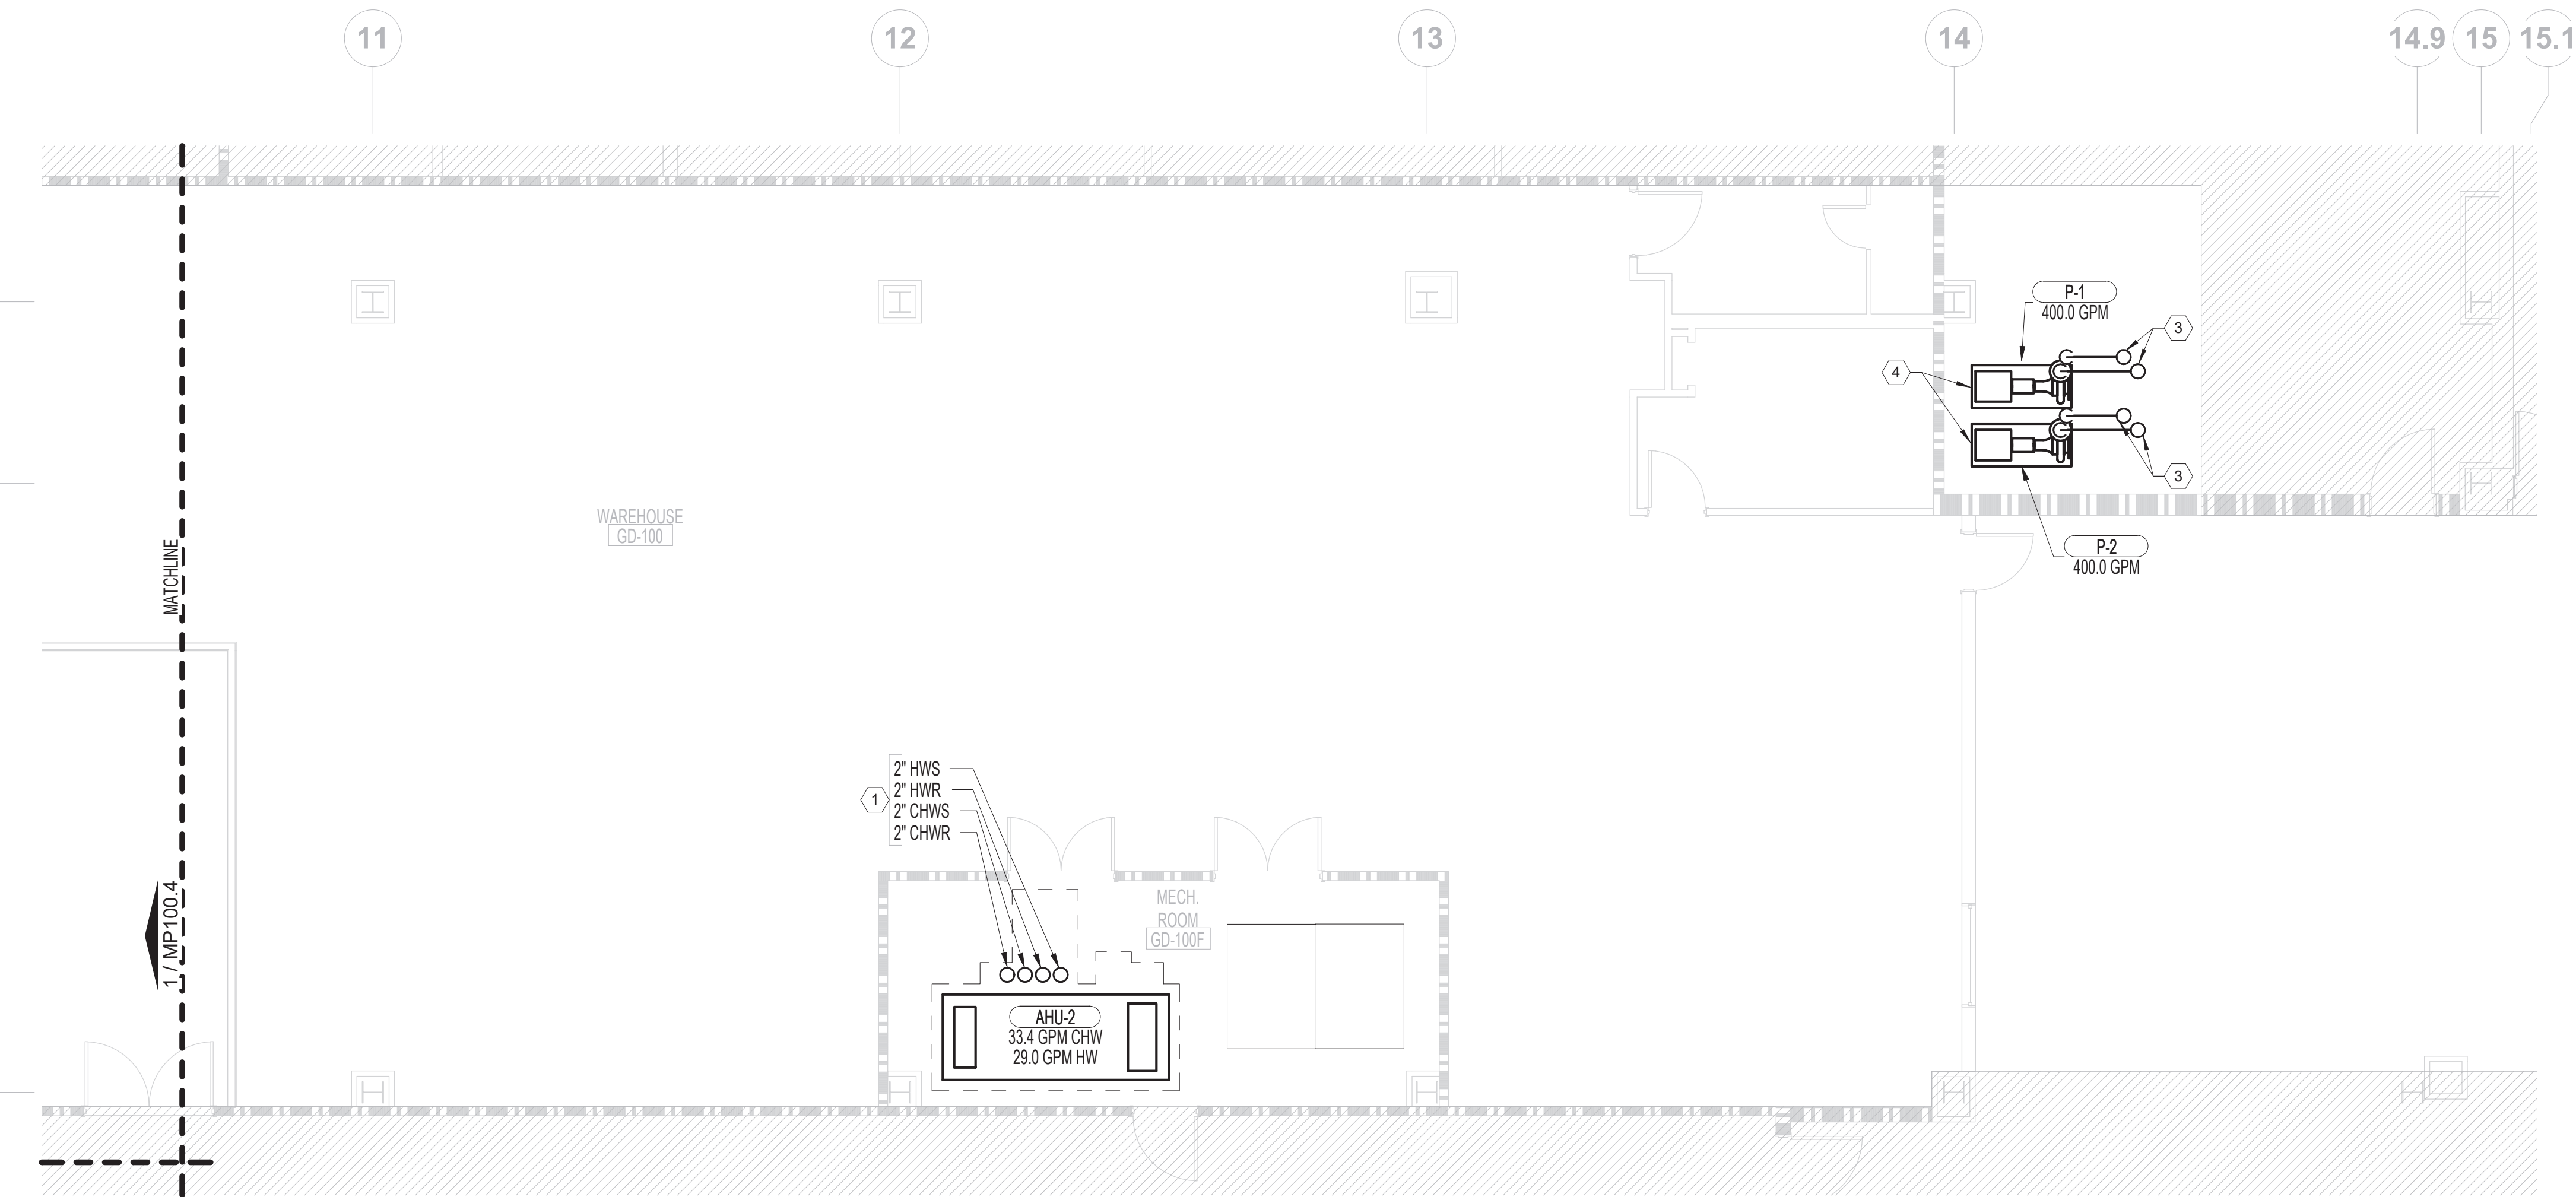 11
12
13
14
14.9
15
15.1
P-1
400.0 GPM
3
4
3
P-2
400.0 GPM
WAREHOUSE
GD-100
MATCHLINE
1 / MP100.4
1
2" HWS
2" HWR
2" CHWS
2" CHWR
MECH.
ROOM
GD-100F
AHU-2
33.4 GPM CHW
29.0 GPM HW